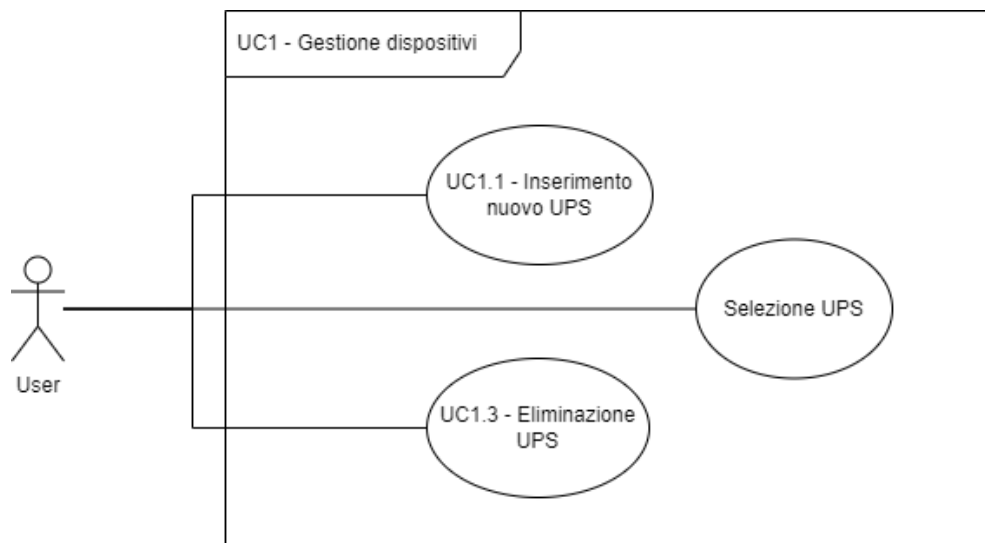 UC1 - Gestione dispositivi
UC1.1 - Inserimento
nuovo UPS
Selezione UPS
User
UC1.3 - Eliminazione
UPS